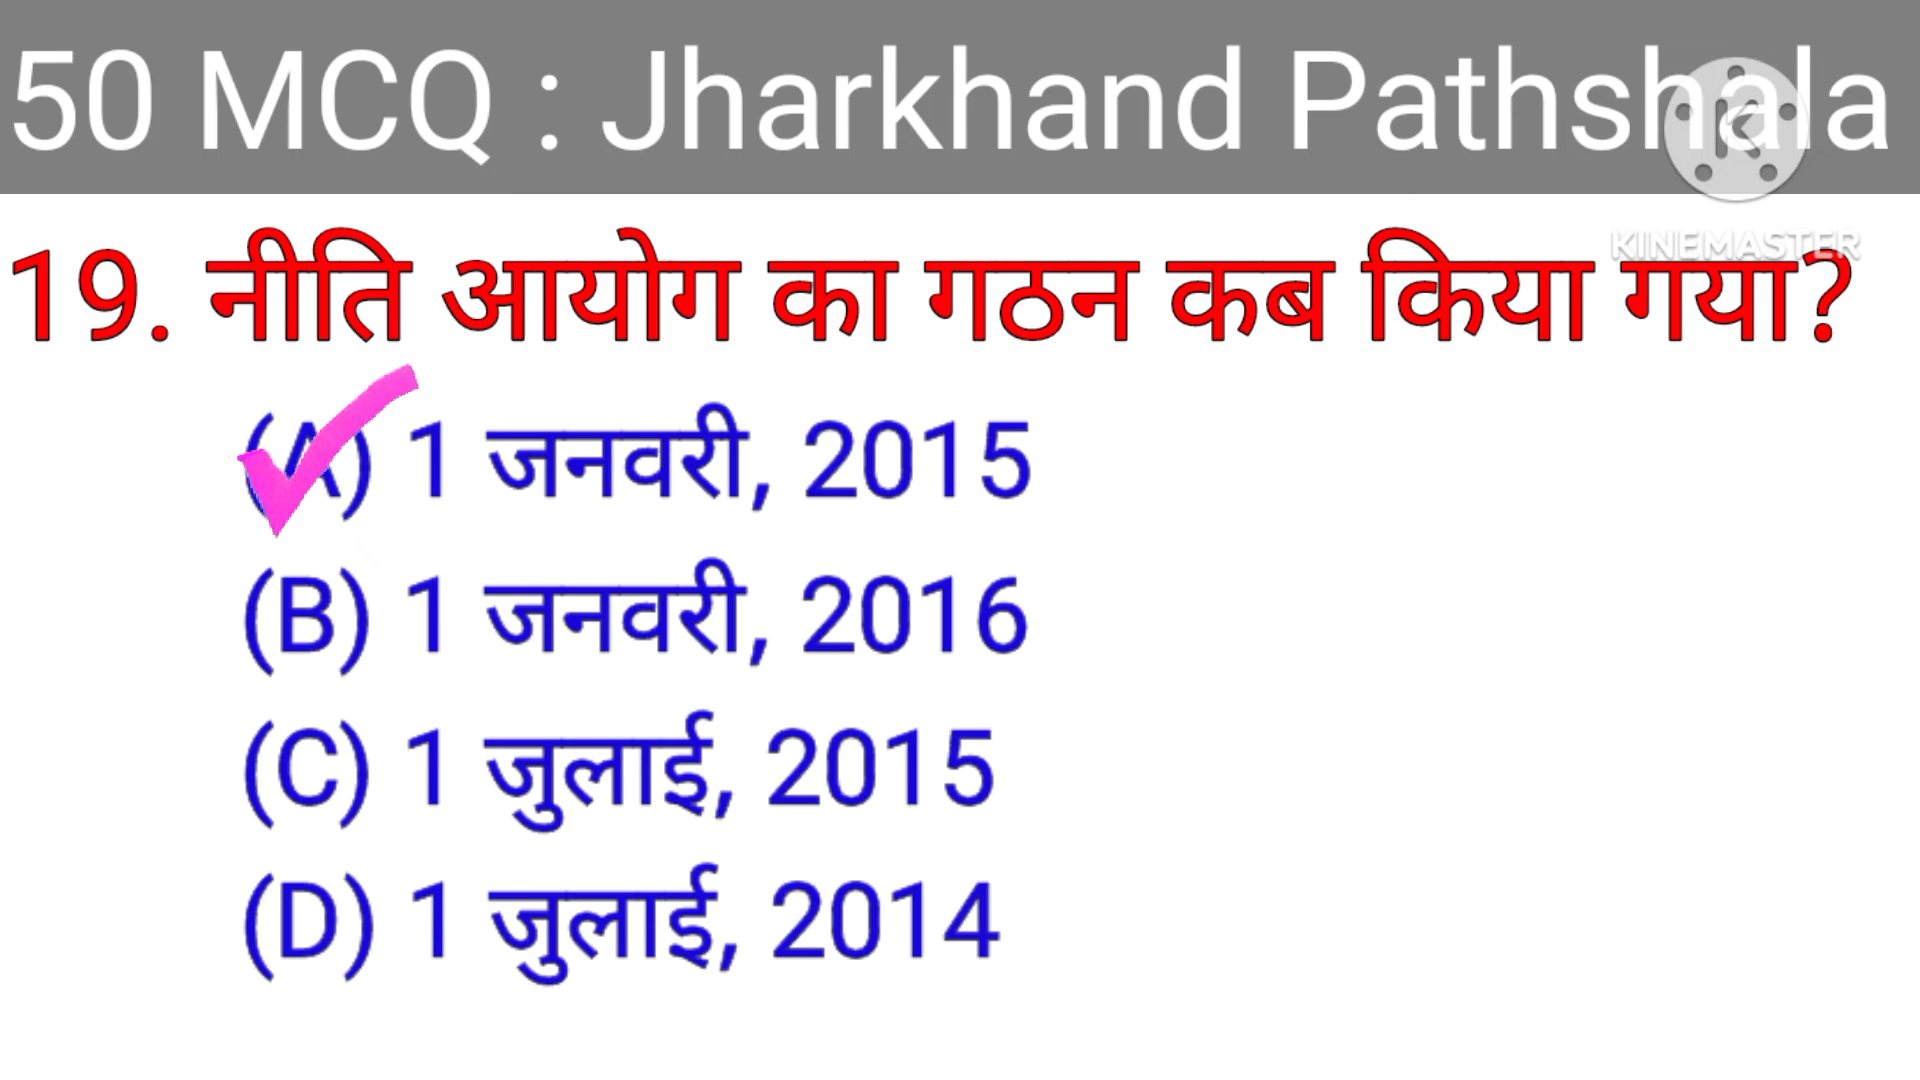 50 MCQ : Jharkhand Pathshala
KINEMASTER
19. नीति आयोग का गठन कब किया गया?
(A) 1 जनवरी, 2015
(B) 1 जनवरी, 2016
(C) 1 जुलाई, 2015
(D) 1 जुलाई, 2014